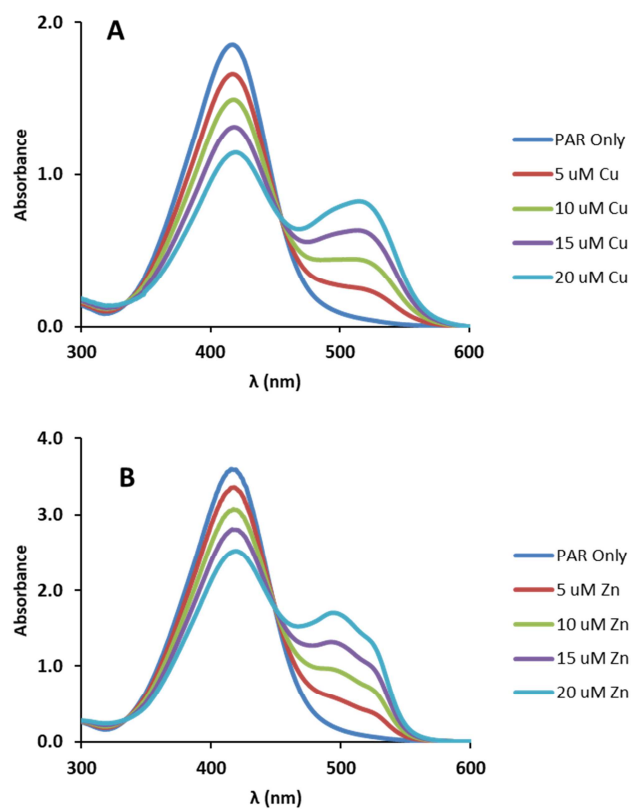 A
2.0
1.0
0.0
Absorbance
300
400
500
600
λ (nm)
PAR Only
5 uM Cu
10 uM Cu
15 uM Cu
20 uM Cu
B
4.0
3.0
2.0
1.0
0.0
Absorbance
300
400
500
600
λ (nm)
PAR Only
5 uM Zn
10 uM Zn
15 uM Zn
20 uM Zn